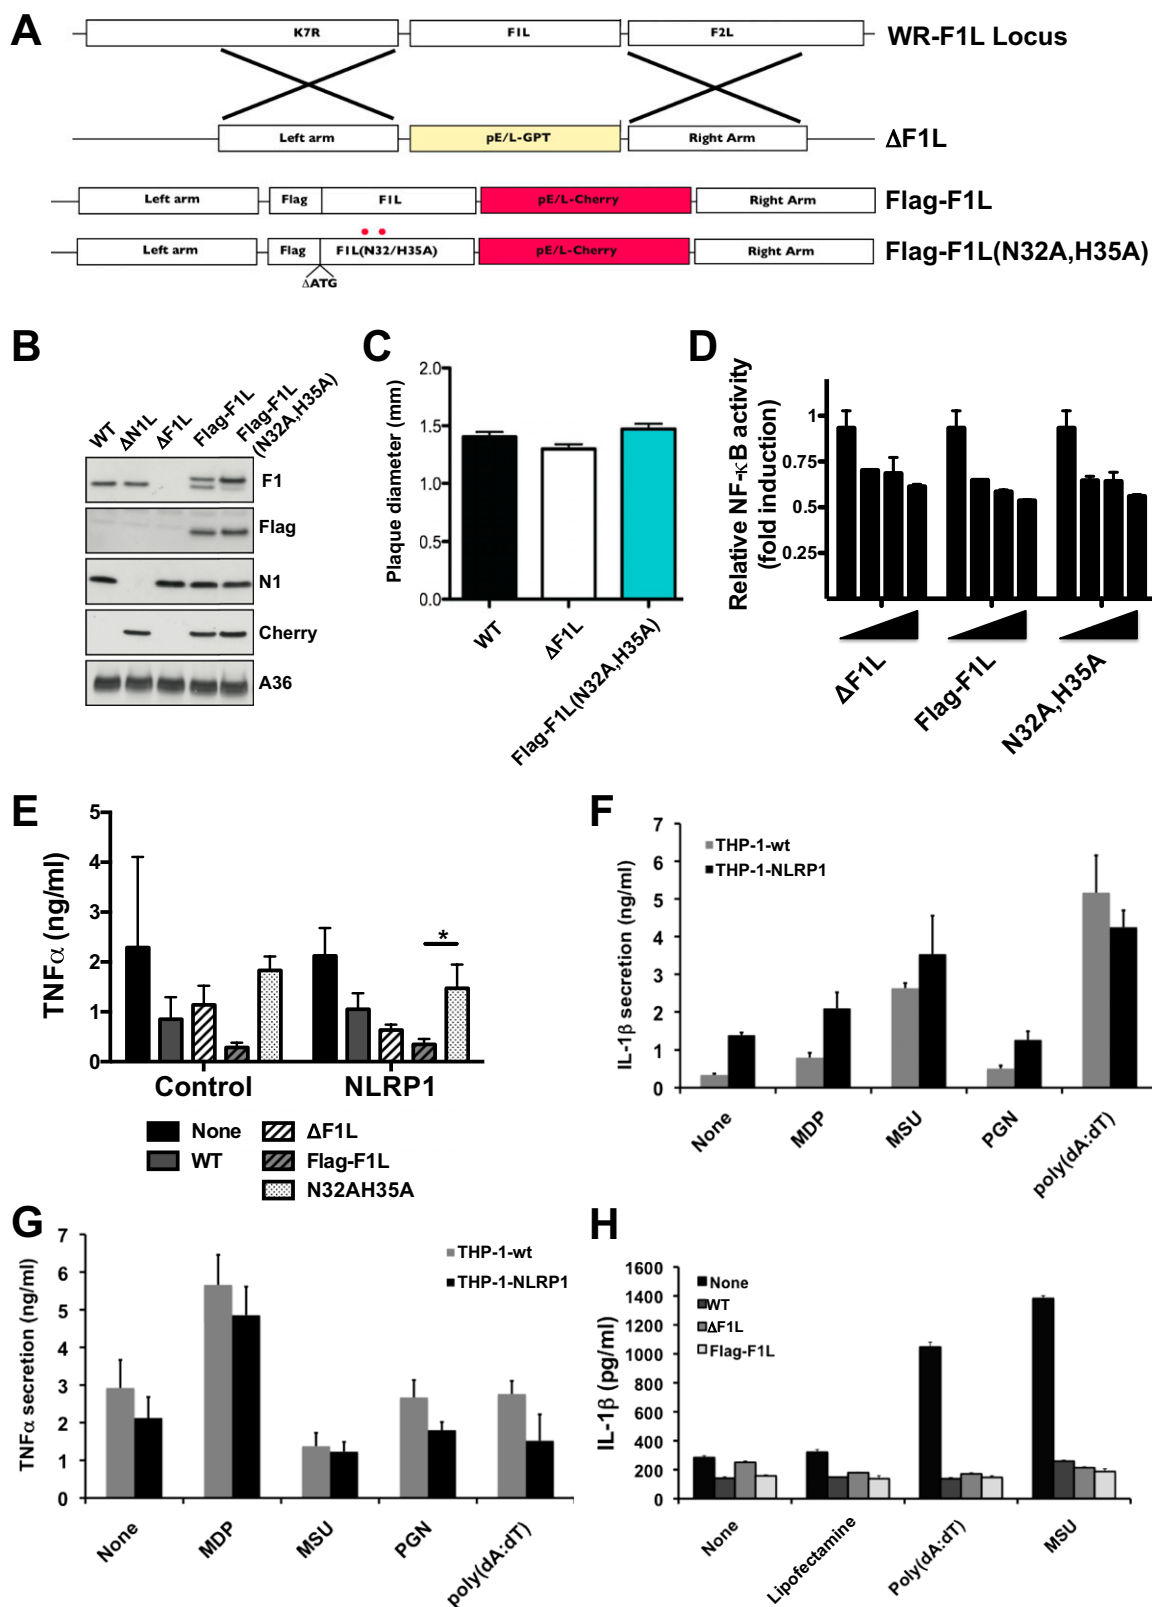 A
K7R
F1L
F2L
WR-F1L Locus
Left arm
pE/L-GPT
Right Arm
ΔF1L
Left arm
Flag
F1L
pE/L-Cherry
Right Arm
Flag-F1L
Left arm
Flag
F1L(N32/H35A)
pE/L-Cherry
Right Arm
Flag-F1L(N32A,H35A)
ΔATG
B
WT
ΔN1L
ΔF1L
Flag-F1L
Flag-F1L
(N32A,H35A)
F1
Flag
N1
Cherry
A36
C
Plaque diameter (mm)
2.0
1.5
1.0
0.5
0.0
WT
ΔF1L
Flag-F1L(N32A,H35A)
D
Relative NF-κB activity
(fold induction)
1
0.75
0.5
0.25
ΔF1L
Flag-F1L
N32A,H35A
E
TNFα (ng/ml)
5
4
3
2
1
0
*
Control
NLRP1
None
WT
ΔF1L
Flag-F1L
N32AH35A
F
IL-1β secretion (ng/ml)
7
6
5
4
3
2
1
0
THP-1-wt
THP-1-NLRP1
None
MDP
MSU
PGN
poly(dA:dT)
G
TNFα secretion (ng/ml)
7
6
5
4
3
2
1
0
THP-1-wt
THP-1-NLRP1
None
MDP
MSU
PGN
poly(dA:dT)
H
IL-1β (pg/ml)
1600
1400
1200
1000
800
600
400
200
0
None
WT
ΔF1L
Flag-F1L
None
Lipofectamine
Poly(dA:dT)
MSU